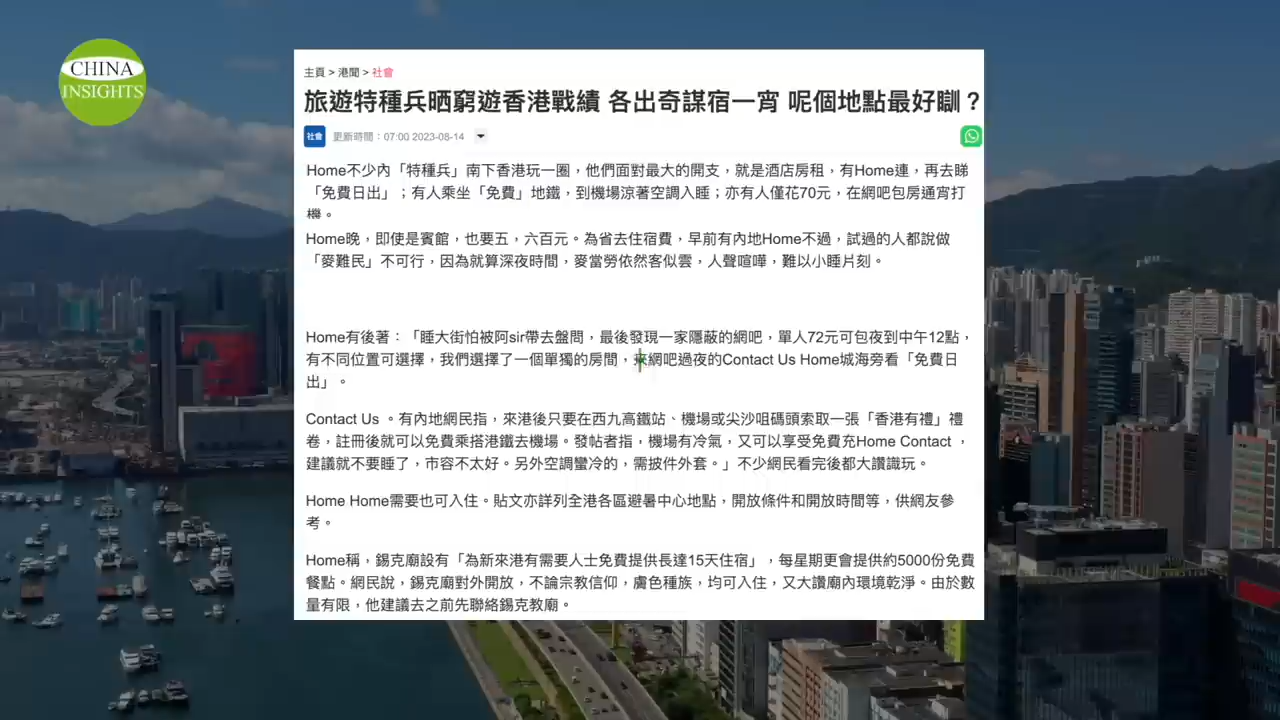 CHINA
INSIGHTS
主頁 > 港聞 > 社會
旅遊特種兵晒窮遊香港戰績 各出奇謀宿一宵 呢個地點最好瞓？
社會 更新時間：07:00 2023-08-14
Home不少內「特種兵」南下香港玩一圈，他們面對最大的開支，就是酒店房租，有Home連，再去睇
「免費日出」；有人乘坐「免費」地鐵，到機場涼著空調入睡；亦有人僅花70元，在網吧包房通宵打
機。
Home晚，即使是賓館，也要五，六百元。為省去住宿費，早前有內地Home不過，試過的人都說做
「麥難民」不可行，因為就算深夜時間，麥當勞依然客似雲，人聲喧嘩，難以小睡片刻。
Home有後著：「睡大街怕被阿sir帶去盤問，最後發現一家隱蔽的網吧，單人72元可包夜到中午12點，
有不同位置可選擇，我們選擇了一個單獨的房間，來網吧過夜的Contact Us Home城海旁看「免費日
出」。
Contact Us 。有內地網民指，來港後只要在西九高鐵站、機場或尖沙咀碼頭索取一張「香港有禮」禮
卷，註冊後就可以免費乘搭港鐵去機場。發帖者指，機場有冷氣，又可以享受免費充Home Contact ，
建議就不要睡了，市容不太好。另外空調蠻冷的，需披件外套。」不少網民看完後都大讚識玩。
Home Home需要也可入住。貼文亦詳列全港各區避暑中心地點，開放條件和開放時間等，供網友參
考。
Home稱，錫克廟設有「為新來港有需要人士免費提供長達15天住宿」，每星期更會提供約5000份免費
餐點。網民說，錫克廟對外開放，不論宗教信仰，膚色種族，均可入住，又大讚廟內環境乾淨。由於數
量有限，他建議去之前先聯絡錫克教廟。